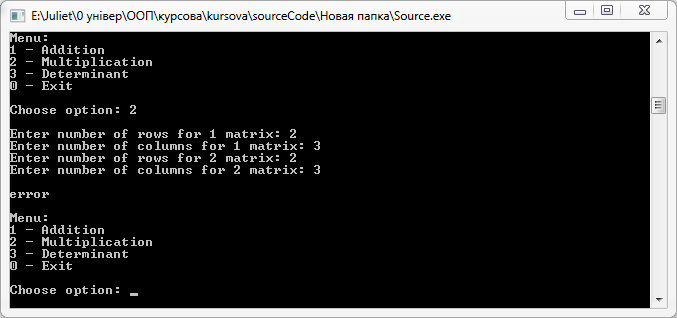 E:\Juliet\0 універ\ООП\курсова\kursova\sourceCode\Новая папка\Source.exe
Menu:
1 - Addition
2 - Multiplication
3 - Determinant
0 - Exit
Choose option: 2
Enter number of rows for 1 matrix: 2
Enter number of columns for 1 matrix: 3
Enter number of rows for 2 matrix: 2
Enter number of columns for 2 matrix: 3
error
Menu:
1 - Addition
2 - Multiplication
3 - Determinant
0 - Exit
Choose option: _